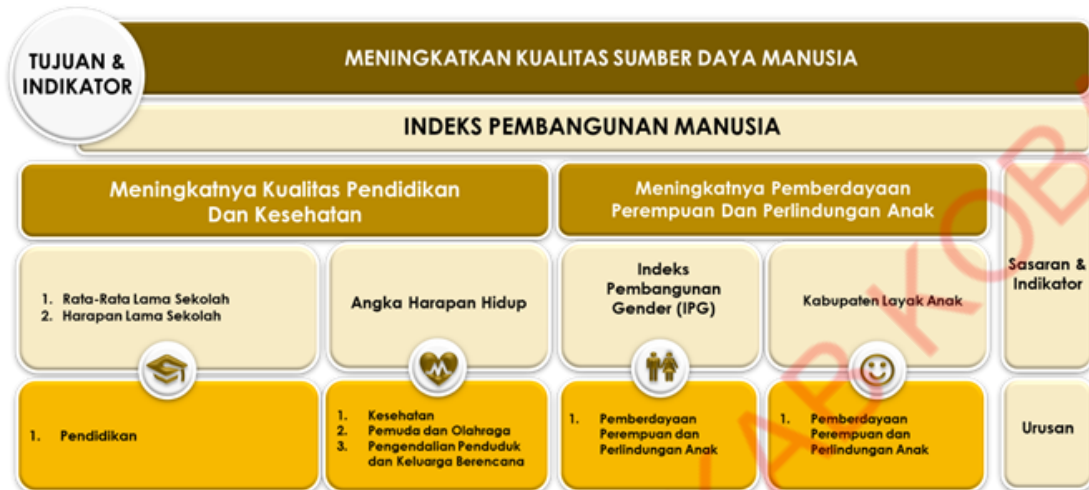 TUJUAN &
INDIKATOR
MENINGKATKAN KUALITAS SUMBER DAYA MANUSIA
INDEKS PEMBANGUNAN MANUSIA
Meningkatnya Kualitas Pendidikan
Dan Kesehatan
Meningkatnya Pemberdayaan
Perempuan Dan Perlindungan Anak
Sasaran &
Indikator
1. Rata-Rata Lama Sekolah
2. Harapan Lama Sekolah
Angka Harapan Hidup
Indeks
Pembangunan
Gender (IPG)
Kabupaten Layak Anak
1. Pendidikan
1. Kesehatan
2. Pemuda dan Olahraga
3. Pengendalian Penduduk
dan Keluarga Berencana
1. Pemberdayaan
Perempuan dan
Perlindungan Anak
1. Pemberdayaan
Perempuan dan
Perlindungan Anak
Urusan
KAB KOB